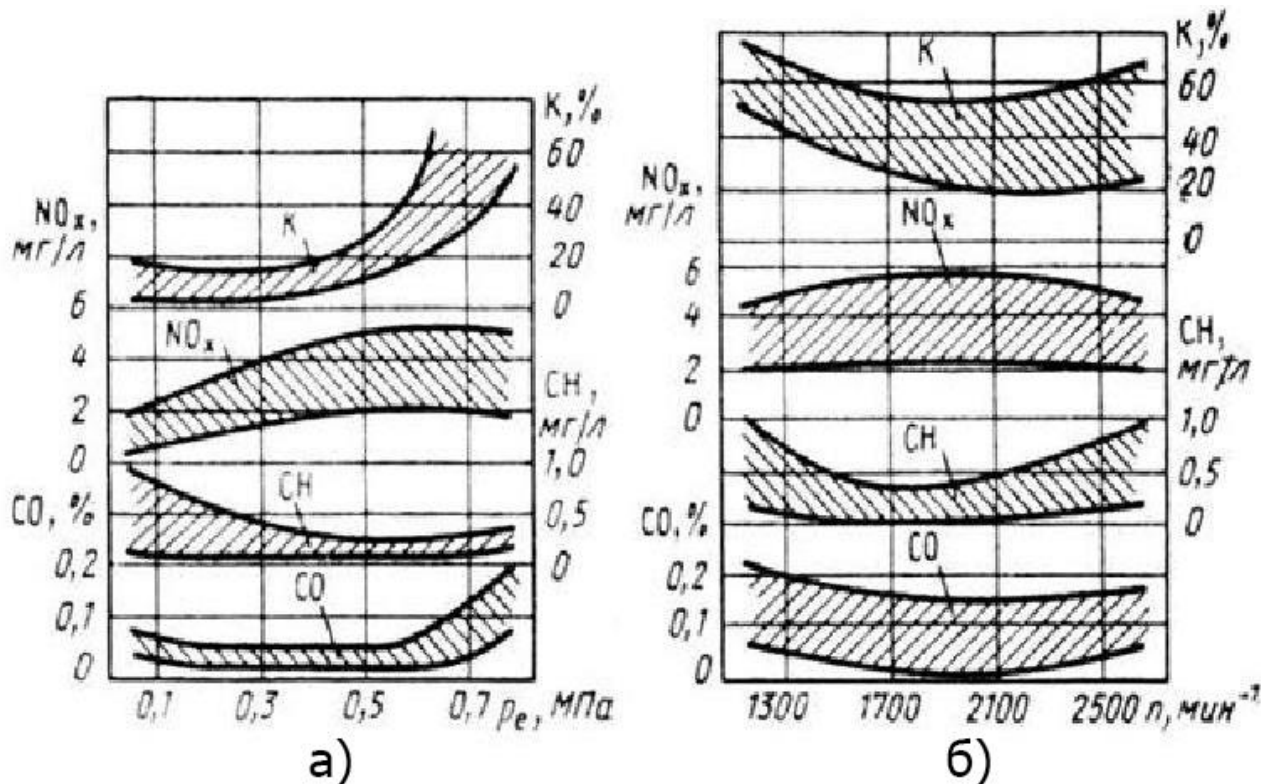 K, %
60
40
20
0
NOₓ,
мг/л
6
4
2
0
K
NOₓ
CH,
мг/л
1,0
0,5
0
CH
CO, %
0,2
0,1
0
CO
0,1 0,3 0,5 0,7 pₑ, МПа
а)
K, %
60
40
20
0
K
NOₓ,
мг/л
6
4
2
0
NOₓ
CH,
мг/л
1,0
0,5
0
CH
CO, %
0,2
0,1
0
CO
1300 1700 2100 2500 n, мин⁻¹
б)